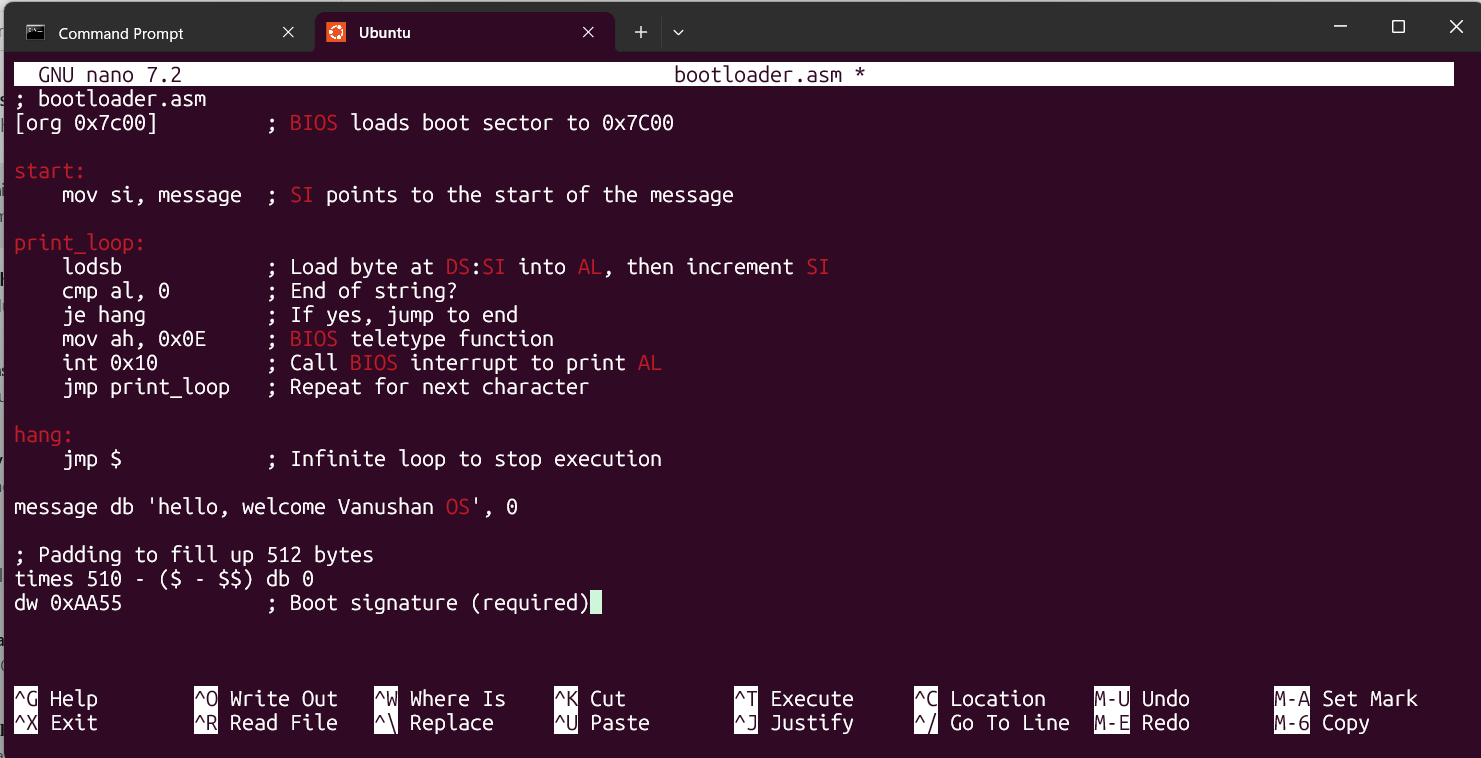 Command Prompt
Ubuntu
GNU nano 7.2 bootloader.asm *
; bootloader.asm
[org 0x7c00] ; BIOS loads boot sector to 0x7C00
start:
mov si, message ; SI points to the start of the message
print_loop:
lodsb ; Load byte at DS:SI into AL, then increment SI
cmp al, 0 ; End of string?
je hang ; If yes, jump to end
mov ah, 0x0E ; BIOS teletype function
int 0x10 ; Call BIOS interrupt to print AL
jmp print_loop ; Repeat for next character
hang:
jmp $ ; Infinite loop to stop execution
message db 'hello, welcome Vanushan OS', 0
; Padding to fill up 512 bytes
times 510 - ($ - $$) db 0
dw 0xAA55 ; Boot signature (required)
^G Help ^O Write Out ^W Where Is ^K Cut ^T Execute ^C Location M-U Undo M-A Set Mark
^X Exit ^R Read File ^\ Replace ^U Paste ^J Justify ^/ Go To Line M-E Redo M-6 Copy